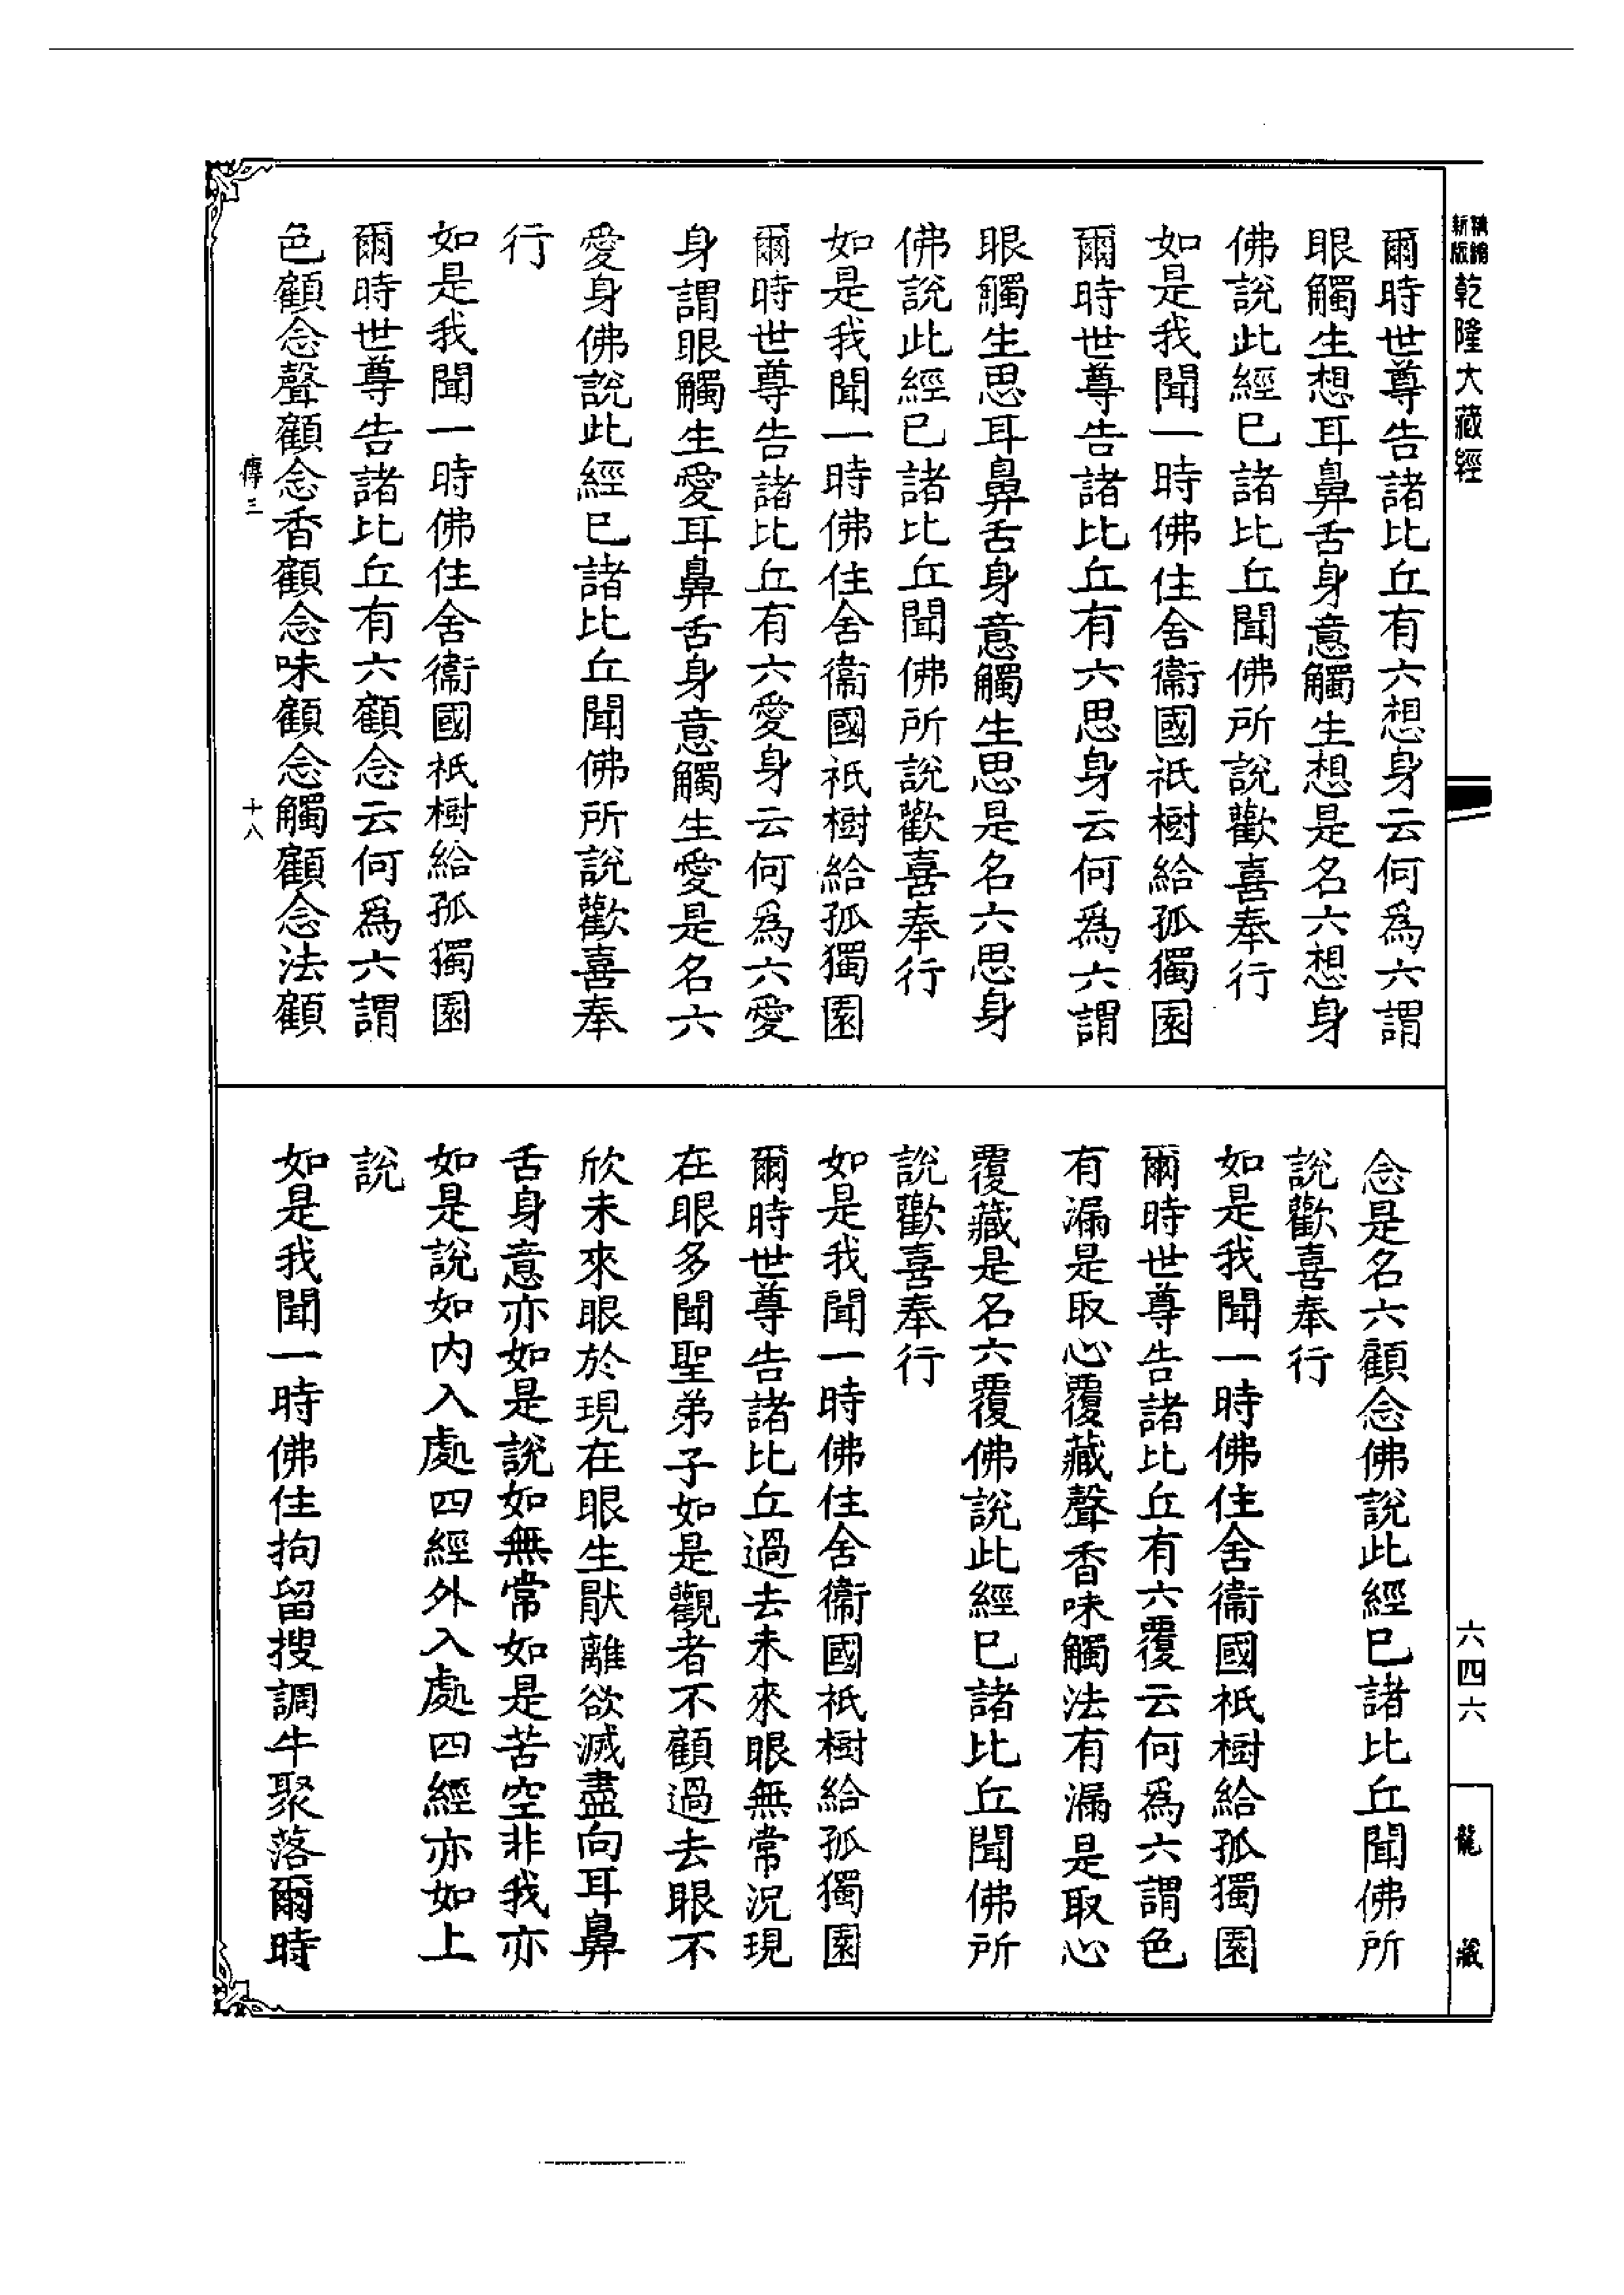 新版
精編
乾隆大藏經
六四六
龍藏
爾時世尊告諸比丘有六想身云何爲六謂
眼觸生想耳鼻舌身意觸生想是名六想身
佛說此經已諸比丘聞佛所說歡喜奉行
如是我聞一時佛住舍衞國祇樹給孤獨園
爾時世尊告諸比丘有六思身云何爲六謂
眼觸生思耳鼻舌身意觸生思是名六思身
佛說此經已諸比丘聞佛所說歡喜奉行
如是我聞一時佛住舍衞國祇樹給孤獨園
爾時世尊告諸比丘有六愛身云何爲六愛
身謂眼觸生愛耳鼻舌身意觸生愛是名六
愛身佛說此經已諸比丘聞佛所說歡喜奉
行
如是我聞一時佛住舍衞國祇樹給孤獨園
爾時世尊告諸比丘有六顧念云何爲六謂
色顧念聲顧念香顧念味顧念觸顧念法顧
傳三
十八
念是名六顧念佛說此經已諸比丘聞佛所
說歡喜奉行
如是我聞一時佛住舍衞國祇樹給孤獨園
爾時世尊告諸比丘有六覆云何爲六謂色
有漏是取心覆藏聲香味觸法有漏是取心
覆藏是名六覆佛說此經已諸比丘聞佛所
說歡喜奉行
如是我聞一時佛住舍衞國祇樹給孤獨園
爾時世尊告諸比丘過去未來眼無常況現
在眼多聞聖弟子如是觀者不顧過去眼不
欣未來眼於現在眼生猒離欲滅盡向耳鼻
舌身意亦如是說如無常如是苦空非我亦
如是說如內入處四經外入處四經亦如上
說
如是我聞一時佛住拘留搜調牛聚落爾時